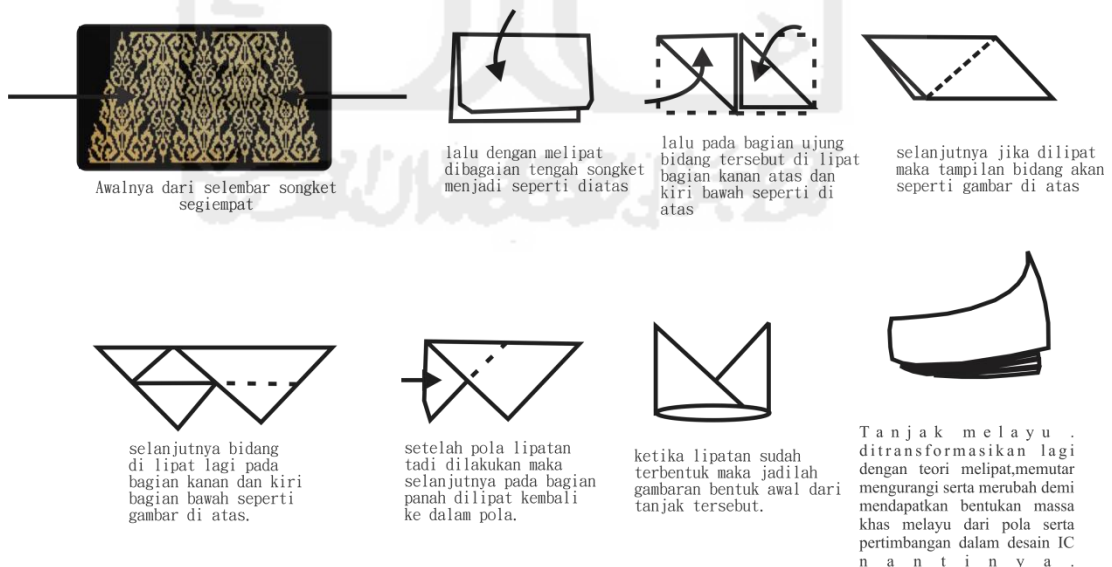 Awalnya dari selembar songket
segiempat
lalu dengan melipat
dibagaian tengah songket
menjadi seperti diatas
lalu pada bagian ujung
bidang tersebut di lipat
bagian kanan atas dan
kiri bawah seperti di
atas
selanjutnya jika dilipat
maka tampilan bidang akan
seperti gambar di atas
selanjutnya bidang
di lipat lagi pada
bagian kanan dan kiri
bagian bawah seperti
gambar di atas.
setelah pola lipatan
tadi dilakukan maka
selanjutnya pada bagian
panah dilipat kembali
ke dalam pola.
ketika lipatan sudah
terbentuk maka jadilah
gambaran bentuk awal dari
tanjak tersebut.
Tanjak melayu .
ditransformasikan lagi
dengan teori melipat,memutar
mengurangi serta merubah demi
mendapatkan bentukan massa
khas melayu dari pola serta
pertimbangan dalam desain IC
nantinya.